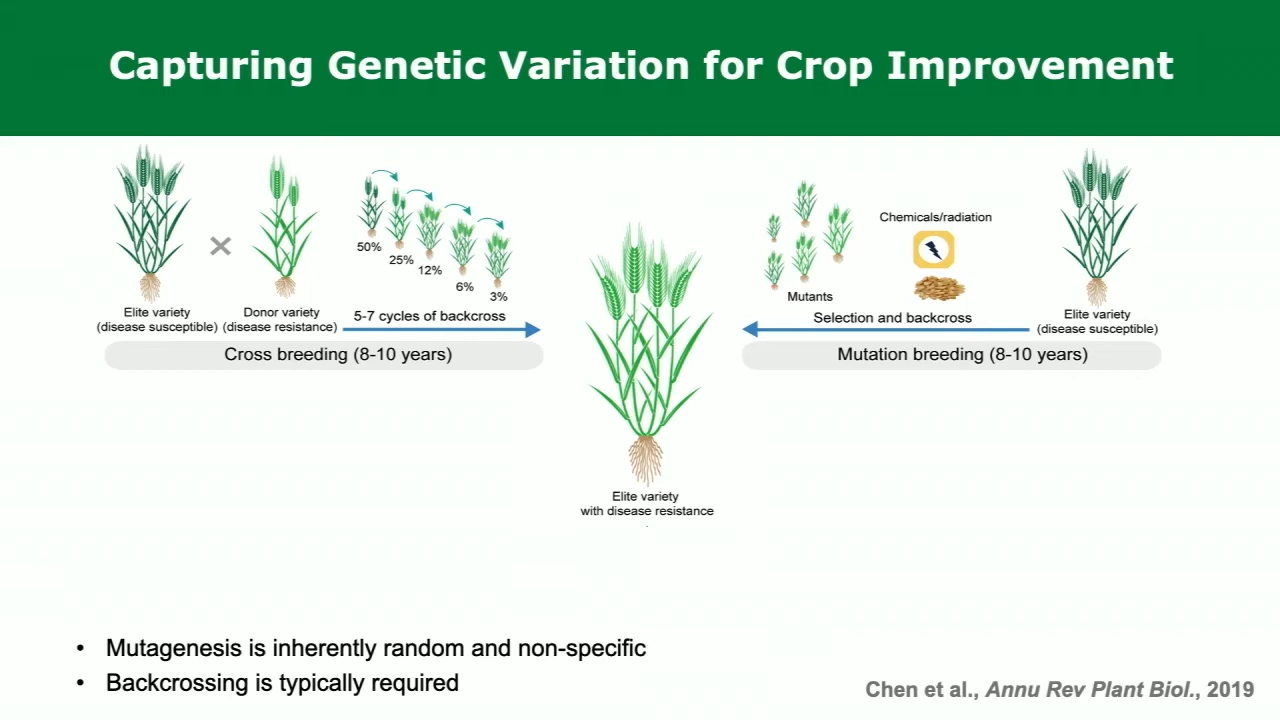 Capturing Genetic Variation for Crop Improvement
50%
25%
12%
6%
3%
Elite variety
(disease susceptible)
Donor variety
(disease resistance)
5-7 cycles of backcross
Cross breeding (8-10 years)
Elite variety
with disease resistance
Mutants
Chemicals/radiation
Selection and backcross
Elite variety
(disease susceptible)
Mutation breeding (8-10 years)
• Mutagenesis is inherently random and non-specific
• Backcrossing is typically required
Chen et al., Annu Rev Plant Biol., 2019